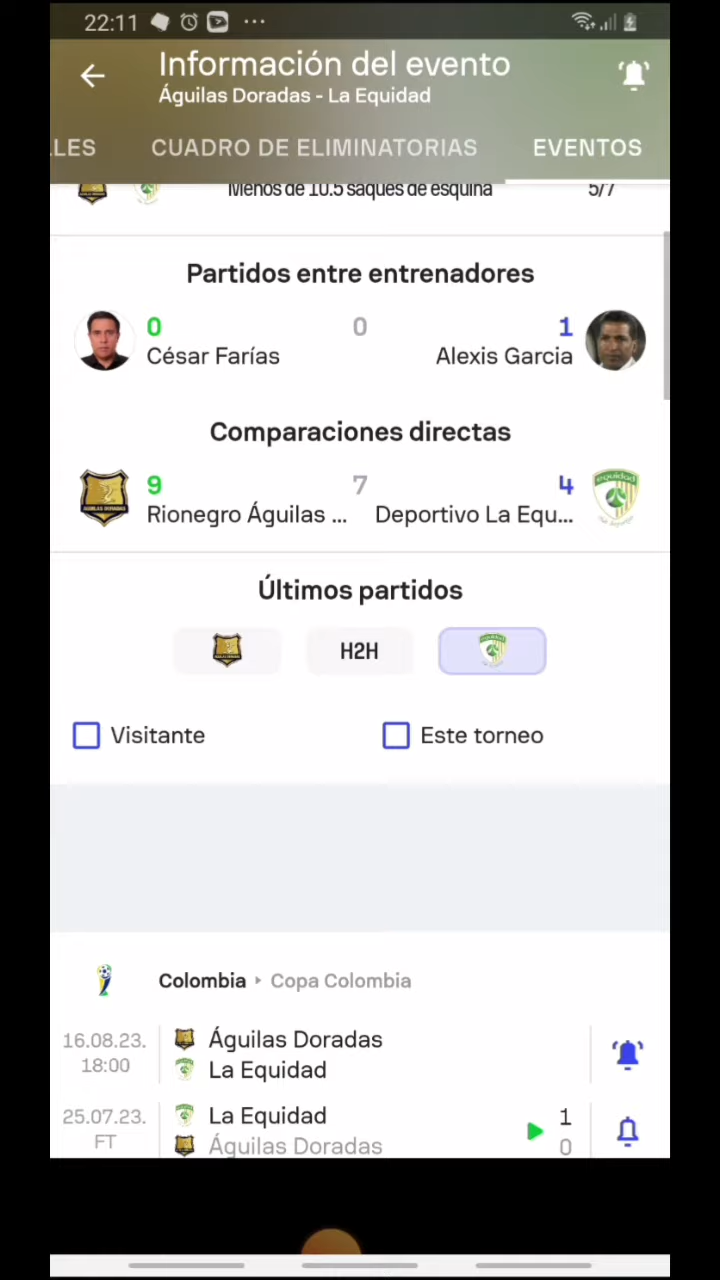 22:11
Información del evento
Águilas Doradas - La Equidad
LES CUADRO DE ELIMINATORIAS EVENTOS
Menos de 10.5 saques de esquina 5/7
Partidos entre entrenadores
0 0 1
César Farías Alexis Garcia
Comparaciones directas
9 7 4
Rionegro Águilas ... Deportivo La Equ...
Últimos partidos
H2H
Visitante Este torneo
Colombia Copa Colombia
16.08.23. Águilas Doradas
18:00 La Equidad
25.07.23. La Equidad 1
FT Águilas Doradas 0